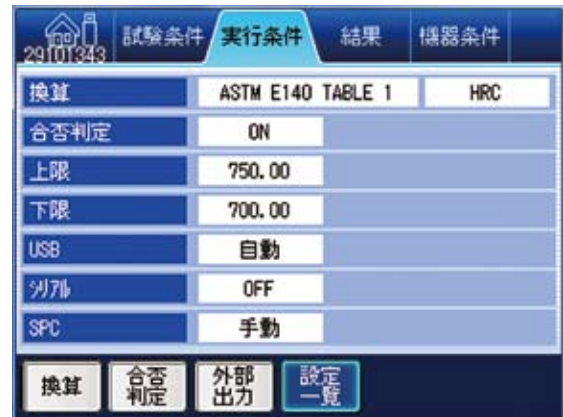 29101343 試験条件 実行条件 結果 機器条件
換算 ASTM E140 TABLE 1 HRC
合否判定 ON
上限 750.00
下限 700.00
USB 自動
ｼﾘｱﾙ OFF
SPC 手動
換算 合否判定 外部出力 設定一覧